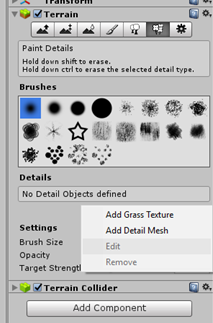 Transform
Terrain
Paint Details
Hold down shift to erase.
Hold down ctrl to erase the selected detail type.
Brushes
Details
No Detail Objects defined
Add Grass Texture
Add Detail Mesh
Edit
Remove
Settings
Brush Size
Opacity
Target Strength
Terrain Collider
Add Component